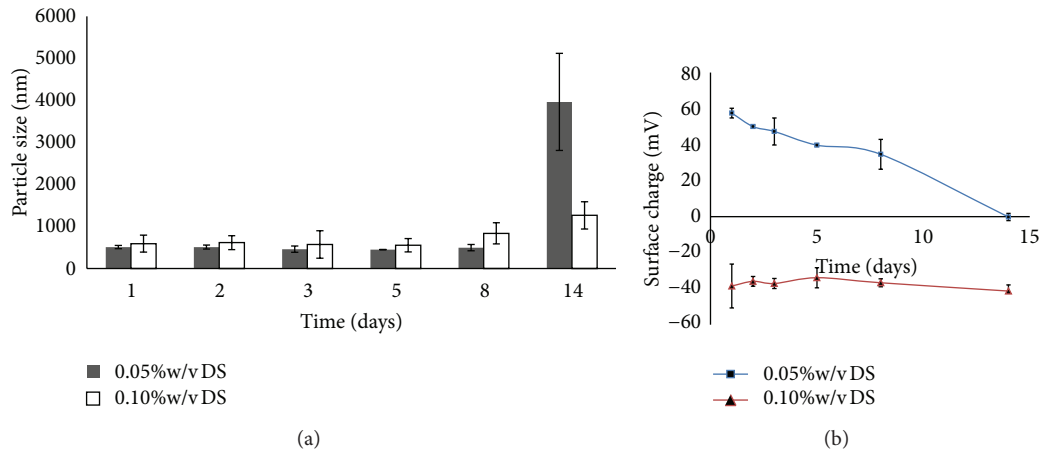 6000
5000
4000
3000
2000
1000
0
Particle size (nm)
1 2 3 5 8 14
Time (days)
0.05%w/v DS
0.10%w/v DS
(a)
80
60
40
20
0
−20
−40
−60
Surface charge (mV)
0 5 10 15
Time (days)
0.05%w/v DS
0.10%w/v DS
(b)